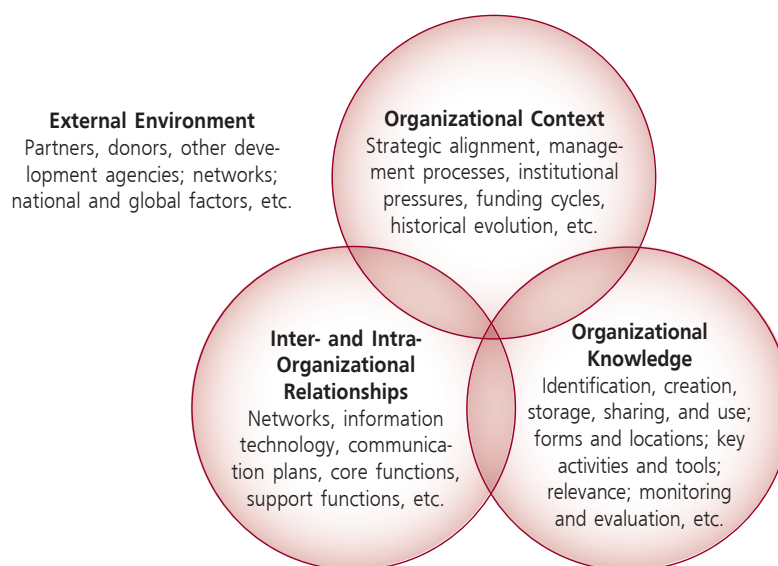 External Environment
Partners, donors, other deve-
lopment agencies; networks;
national and global factors, etc.
Organizational Context
Strategic alignment, manage-
ment processes, institutional
pressures, funding cycles,
historical evolution, etc.
Inter- and Intra-
Organizational
Relationships
Networks, information
technology, communica-
tion plans, core functions,
support functions, etc.
Organizational
Knowledge
Identification, creation,
storage, sharing, and use;
forms and locations; key
activities and tools;
relevance; monitoring
and evaluation, etc.